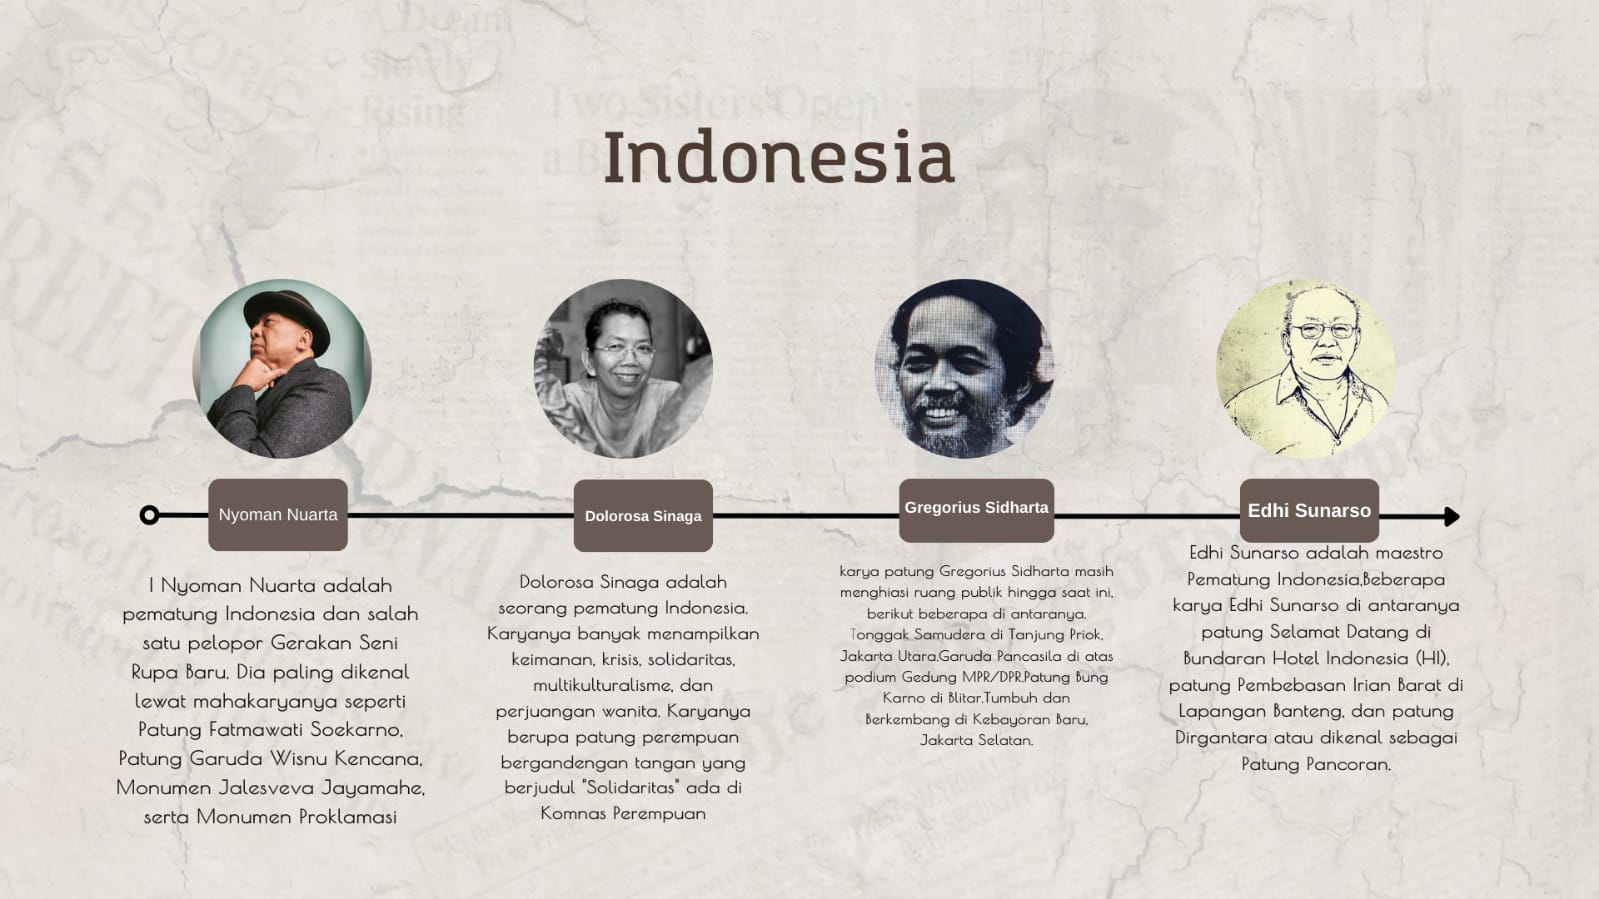 Indonesia
Nyoman Nuarta
I Nyoman Nuarta adalah
pematung Indonesia dan salah
satu pelopor Gerakan Seni
Rupa Baru. Dia paling dikenal
lewat mahakaryanya seperti
Patung Fatmawati Soekarno,
Patung Garuda Wisnu Kencana,
Monumen Jalesveva Jayamahe,
serta Monumen Proklamasi
Dolorosa Sinaga
Dolorosa Sinaga adalah
seorang pematung Indonesia.
Karyanya banyak menampilkan
keimanan, krisis, solidaritas,
multikulturalisme, dan
perjuangan wanita. Karyanya
berupa patung perempuan
bergandengan tangan yang
berjudul "Solidaritas" ada di
Komnas Perempuan
Gregorius Sidharta
karya patung Gregorius Sidharta masih
menghiasi ruang publik hingga saat ini,
berikut beberapa di antaranya.
Tonggak Samudera di Tanjung Priok,
Jakarta Utara.Garuda Pancasila di atas
podium Gedung MPR/DPR.Patung Bung
Karno di Blitar.Tumbuh dan
Berkembang di Kebayoran Baru,
Jakarta Selatan.
Edhi Sunarso
Edhi Sunarso adalah maestro
Pematung Indonesia,Beberapa
karya Edhi Sunarso di antaranya
patung Selamat Datang di
Bundaran Hotel Indonesia (HI),
patung Pembebasan Irian Barat di
Lapangan Banteng, dan patung
Dirgantara atau dikenal sebagai
Patung Pancoran.
A Dream
Slowly
Rising
Two Sisters Open